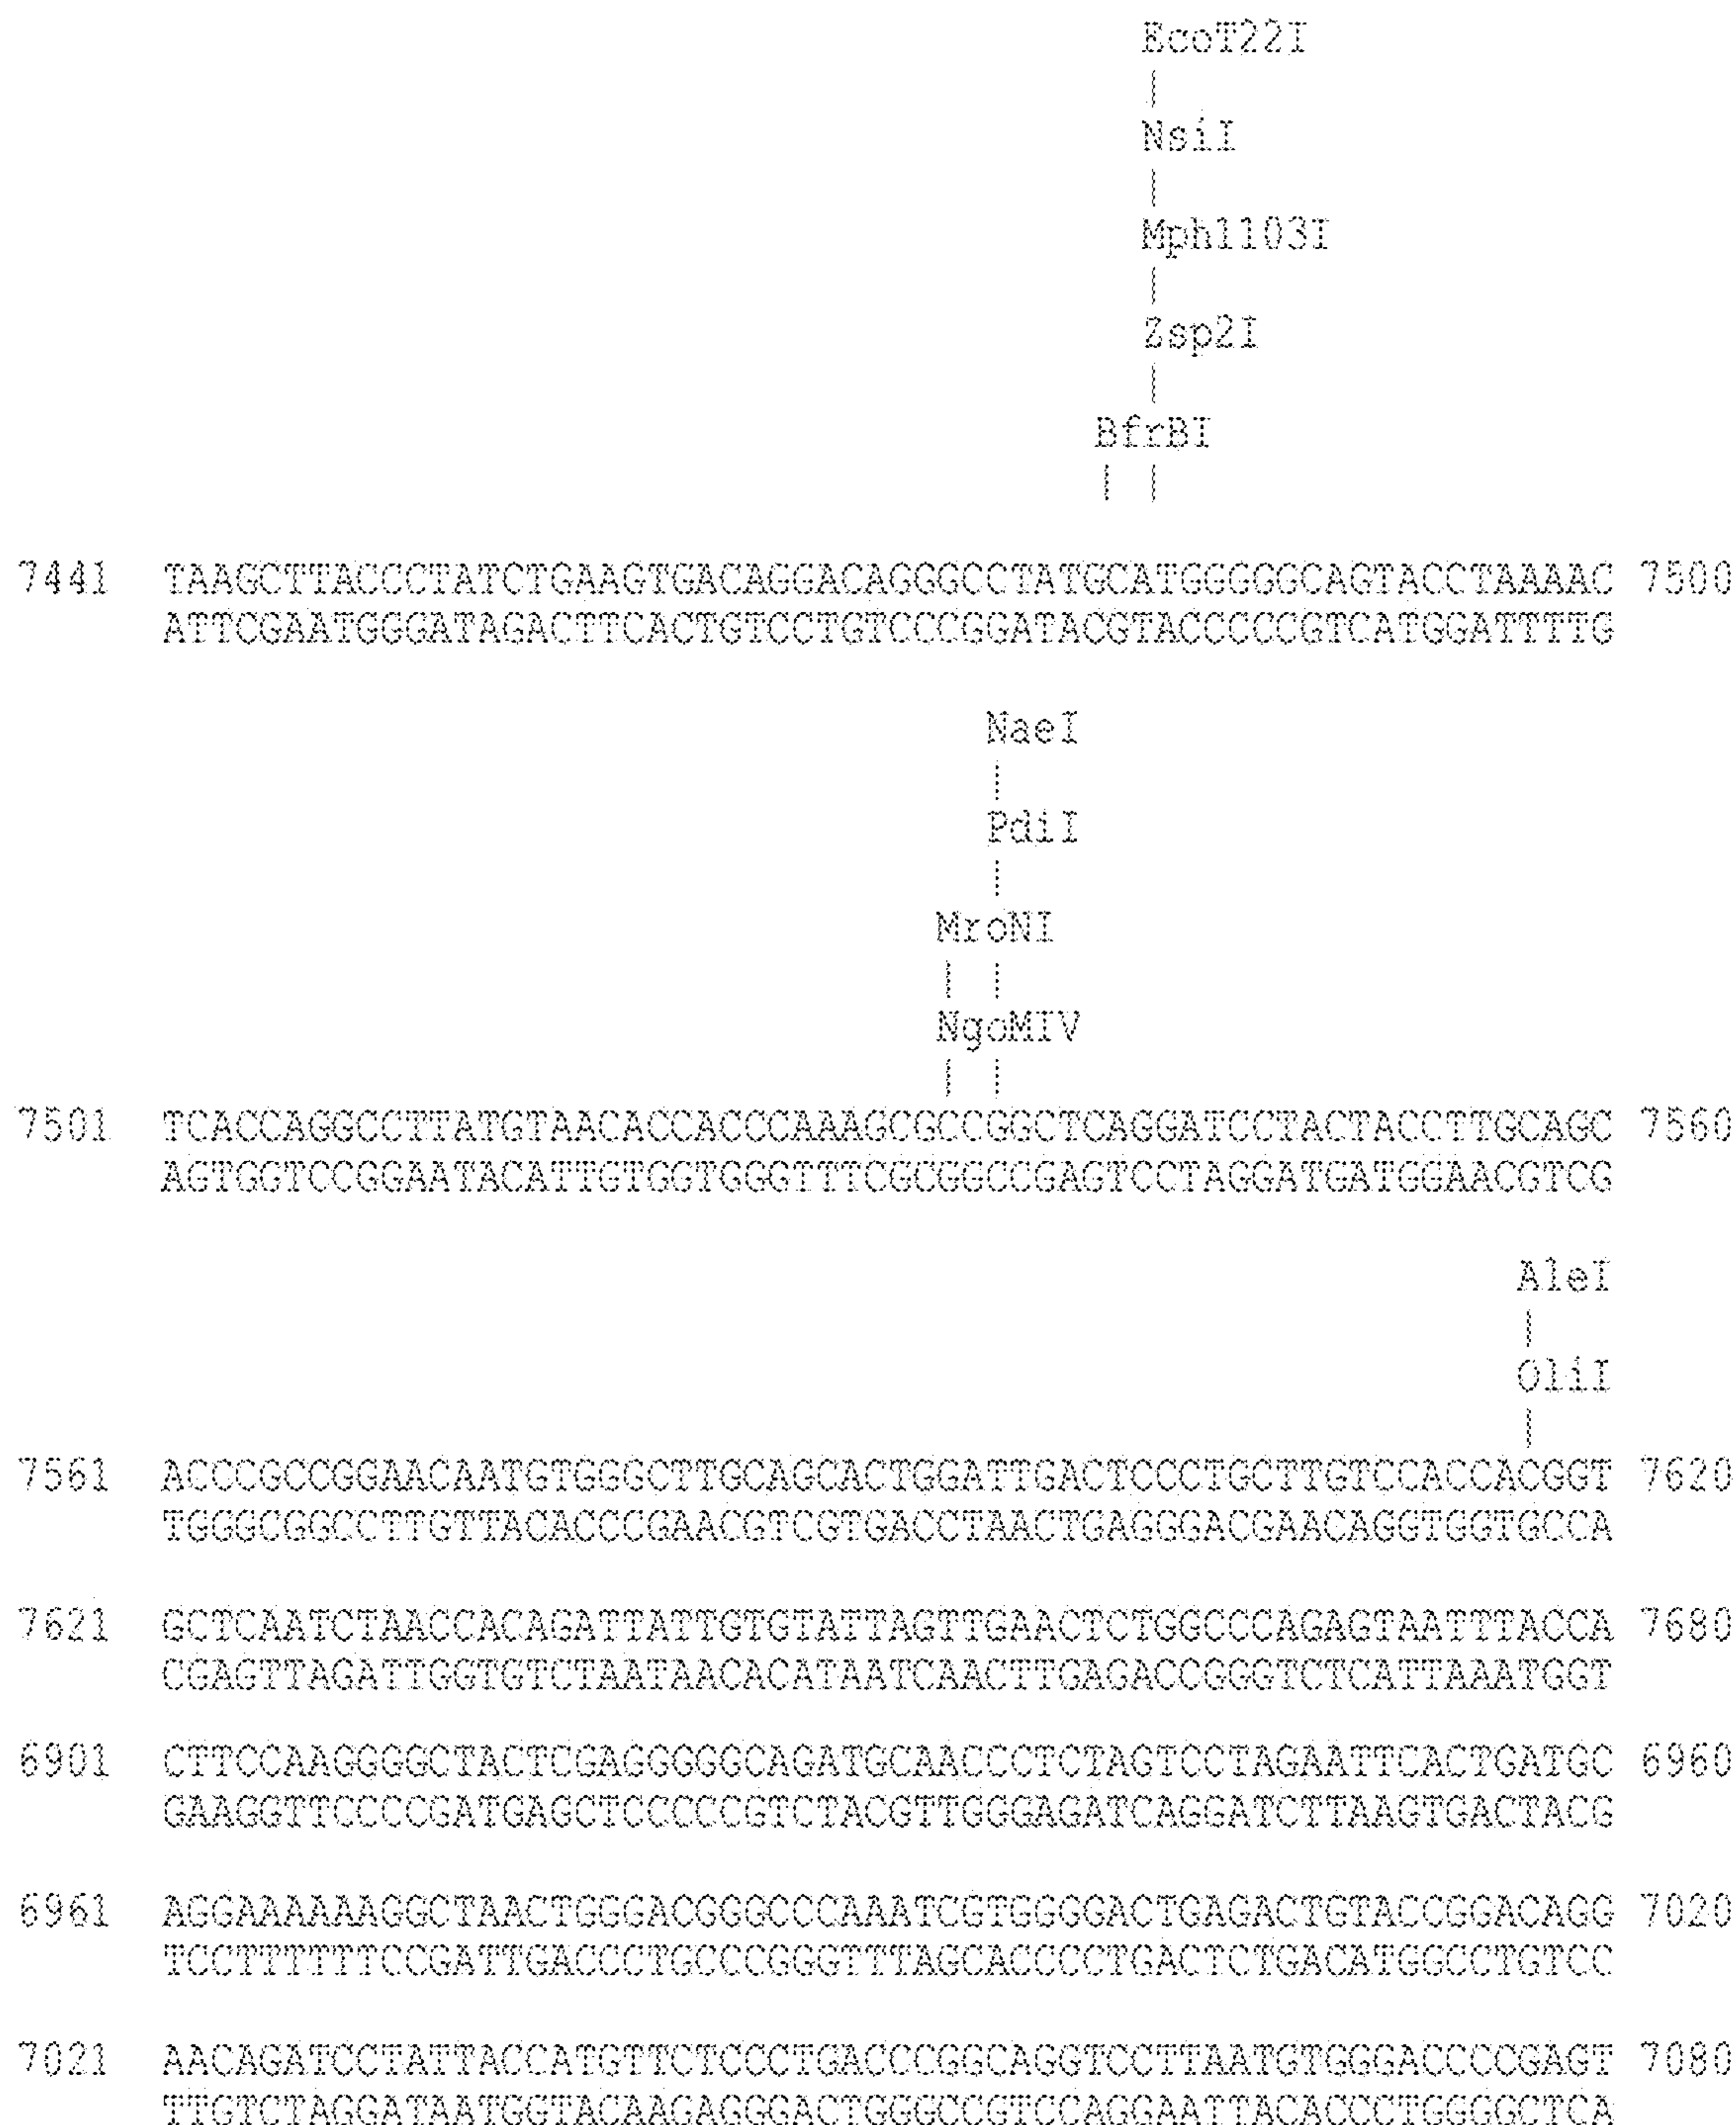 EcoT22I
|
NsiI
|
Mph1103I
|
Zsp2I
|
BfrBI
| |
7441 TAAGCTTACCCTATCTGAAGTGACAGGACAGGGCCTATGCATGGGGGCAGTACCTAAAAC 7500
ATTCGAATGGGATAGACTTCACTGTCCTGTCCCGGATACGTACCCCCGTCATGGATTTTG
NaeI
|
PdiI
|
MroNI
| |
NgoMIV
| |
7501 TCACCAGGCCTTATGTAACACCACCCAAAGCGCCGGCTCAGGATCCTACTACCTTGCAGC 7560
AGTGGTCCGGAATACATTGTGGTGGGTTTCGCGGCCGAGTCCTAGGATGATGGAACGTCG
AleI
|
OliI
|
7561 ACCCGCCGGAACAATGTGGGCTTGCAGCACTGGATTGACTCCCTGCTTGTCCACCACGGT 7620
TGGGCGGCCTTGTTACACCCGAACGTCGTGACCTAACTGAGGGACGAACAGGTGGTGCCA
7621 GCTCAATCTAACCACAGATTATTGTGTATTAGTTGAACTCTGGCCCAGAGTAATTTACCA 7680
CGAGTTAGATTGGTGTCTAATAACACATAATCAACTTGAGACCGGGTCTCATTAAATGGT
6901 CTTCCAAGGGGCTACTCGAGGGGGCAGATGCAACCCTCTAGTCCTAGAATTCACTGATGC 6960
GAAGGTTCCCCGATGAGCTCCCCCGTCTACGTTGGGAGATCAGGATCTTAAGTGACTACG
6961 AGGAAAAAAGGCTAACTGGGACGGGCCCAAATCGTGGGGACTGAGACTGTACCGGACAGG 7020
TCCTTTTTTCCGATTGACCCTGCCCGGGTTTAGCACCCCTGACTCTGACATGGCCTGTCC
7021 AACAGATCCTATTACCATGTTCTCCCTGACCCGGCAGGTCCTTAATGTGGGACCCCGAGT 7080
TTGTCTAGGATAATGGTACAAGAGGGACTGGGCCGTCCAGGAATTACACCCTGGGGCTCA